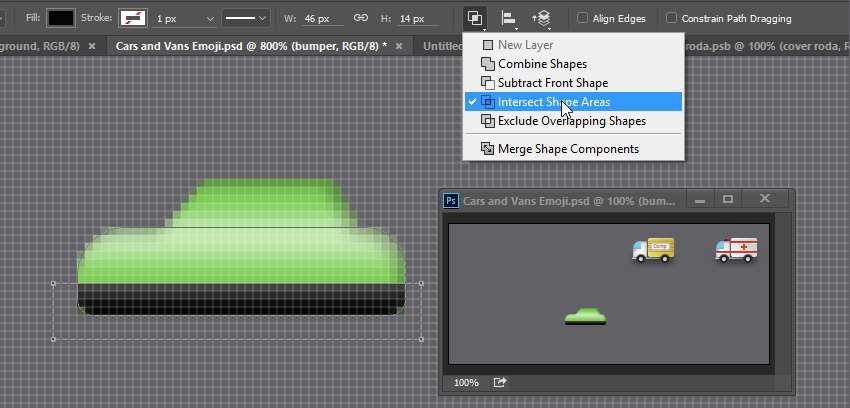 Fill: Stroke: 1 px W: 46 px H: 14 px Align Edges Constrain Path Dragging
ground, RGB/8) × Cars and Vans Emoji.psd @ 800% (bumper, RGB/8) * × Untitled roda.psb @ 100% (cover roda, R
New Layer
Combine Shapes
Subtract Front Shape
Intersect Shape Areas
Exclude Overlapping Shapes
Merge Shape Components
Ps Cars and Vans Emoji.psd @ 100% (bum...
100%